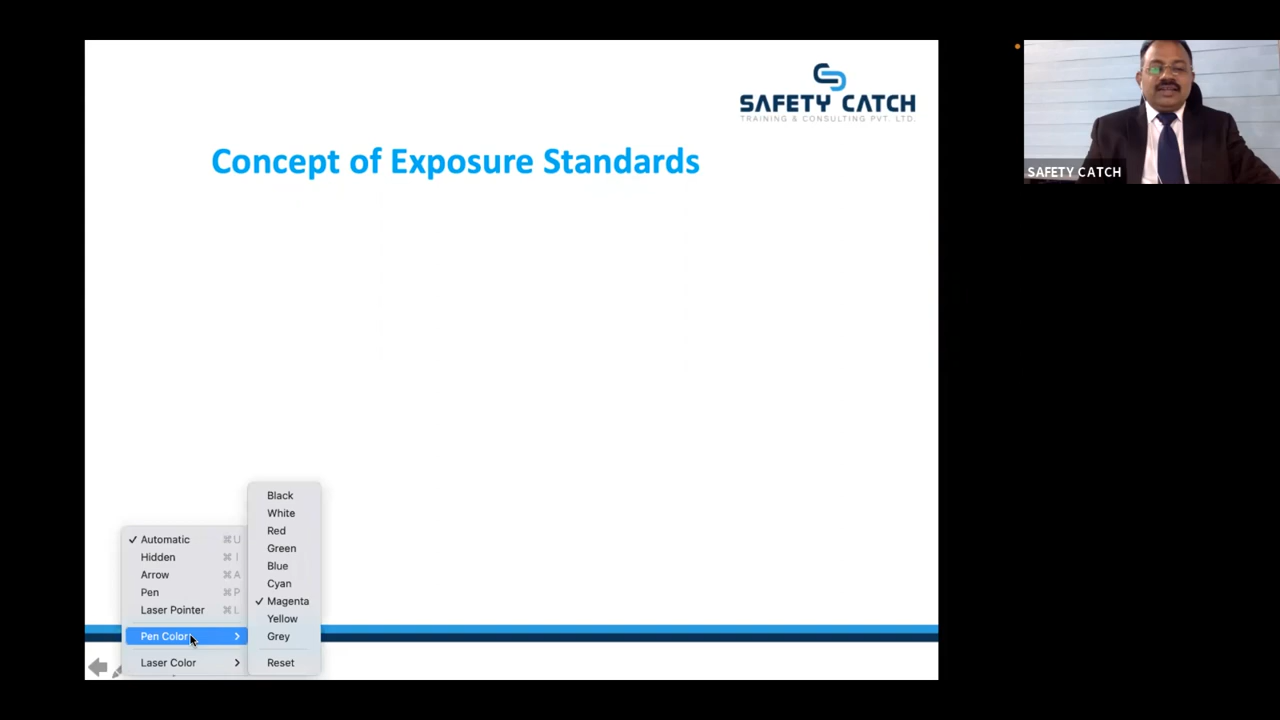 SAFETY CATCH
TRAINING & CONSULTING PVT. LTD.
Concept of Exposure Standards
SAFETY CATCH
Automatic ⌘U
Hidden ⌘I
Arrow ⌘A
Pen ⌘P
Laser Pointer ⌘L
Pen Color
Laser Color
Black
White
Red
Green
Blue
Cyan
Magenta
Yellow
Grey
Reset